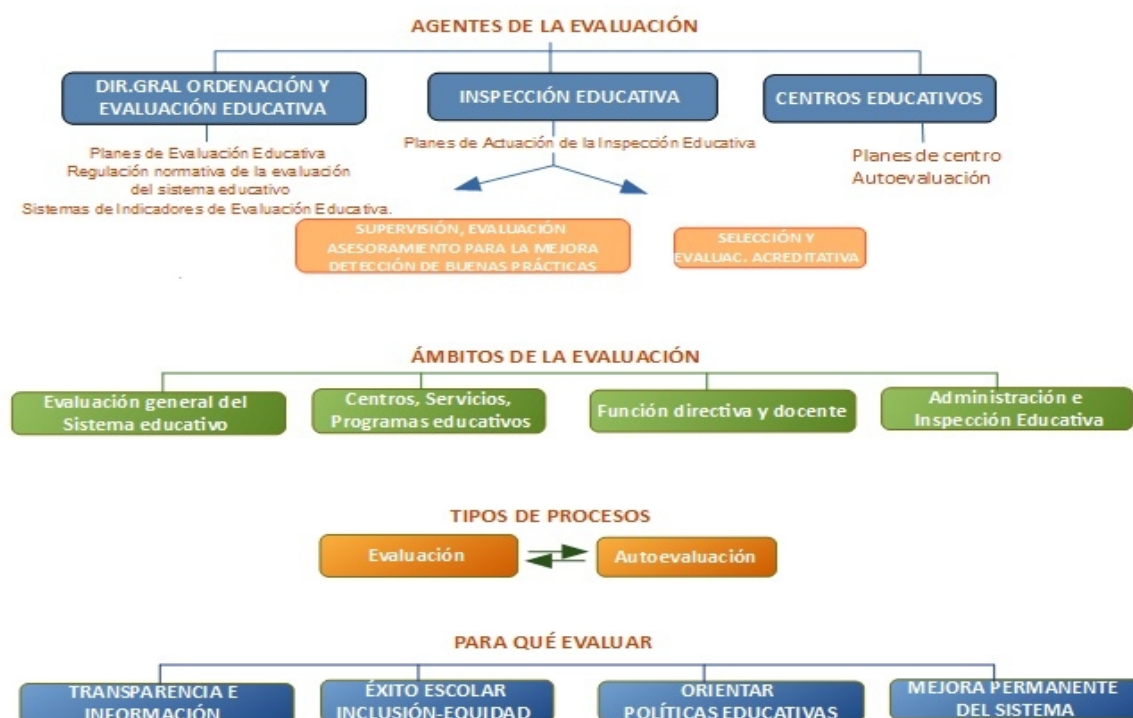 AGENTES DE LA EVALUACIÓN
DIR.GRAL ORDENACIÓN Y
EVALUACIÓN EDUCATIVA
INSPECCIÓN EDUCATIVA
CENTROS EDUCATIVOS
Planes de Evaluación Educativa
Regulación normativa de la evaluación
del sistema educativo
Sistemas de Indicadores de Evaluación Educativa.
Planes de Actuación de la Inspección Educativa
Planes de centro
Autoevaluación
SUPERVISIÓN, EVALUACIÓN
ASESORAMIENTO PARA LA MEJORA
DETECCIÓN DE BUENAS PRÁCTICAS
SELECCIÓN Y
EVALUAC. ACREDITATIVA
ÁMBITOS DE LA EVALUACIÓN
Evaluación general del
Sistema educativo
Centros, Servicios,
Programas educativos
Función directiva y docente
Administración e
Inspección Educativa
TIPOS DE PROCESOS
Evaluación
Autoevaluación
PARA QUÉ EVALUAR
TRANSPARENCIA E
INFORMACIÓN
ÉXITO ESCOLAR
INCLUSIÓN-EQUIDAD
ORIENTAR
POLÍTICAS EDUCATIVAS
MEJORA PERMANENTE
DEL SISTEMA